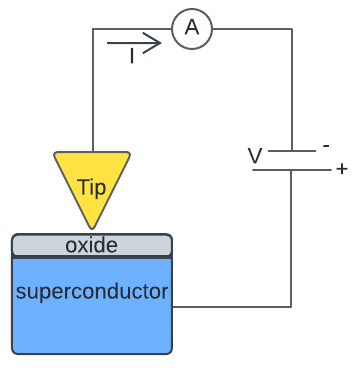 A
I
V
-
+
Tip
oxide
superconductor